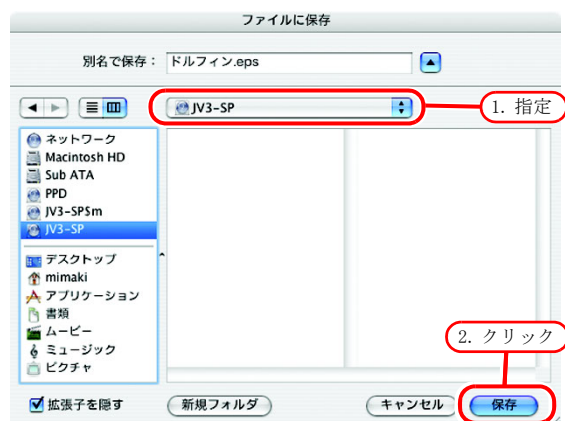 ファイルに保存
別名で保存：
ドルフィン.eps
JV3-SP
1. 指定
ネットワーク
Macintosh HD
Sub ATA
PPD
JV3-SPSm
JV3-SP
デスクトップ
mimaki
アプリケーション
書類
ムービー
ミュージック
ピクチャ
2. クリック
拡張子を隠す
新規フォルダ
キャンセル
保存